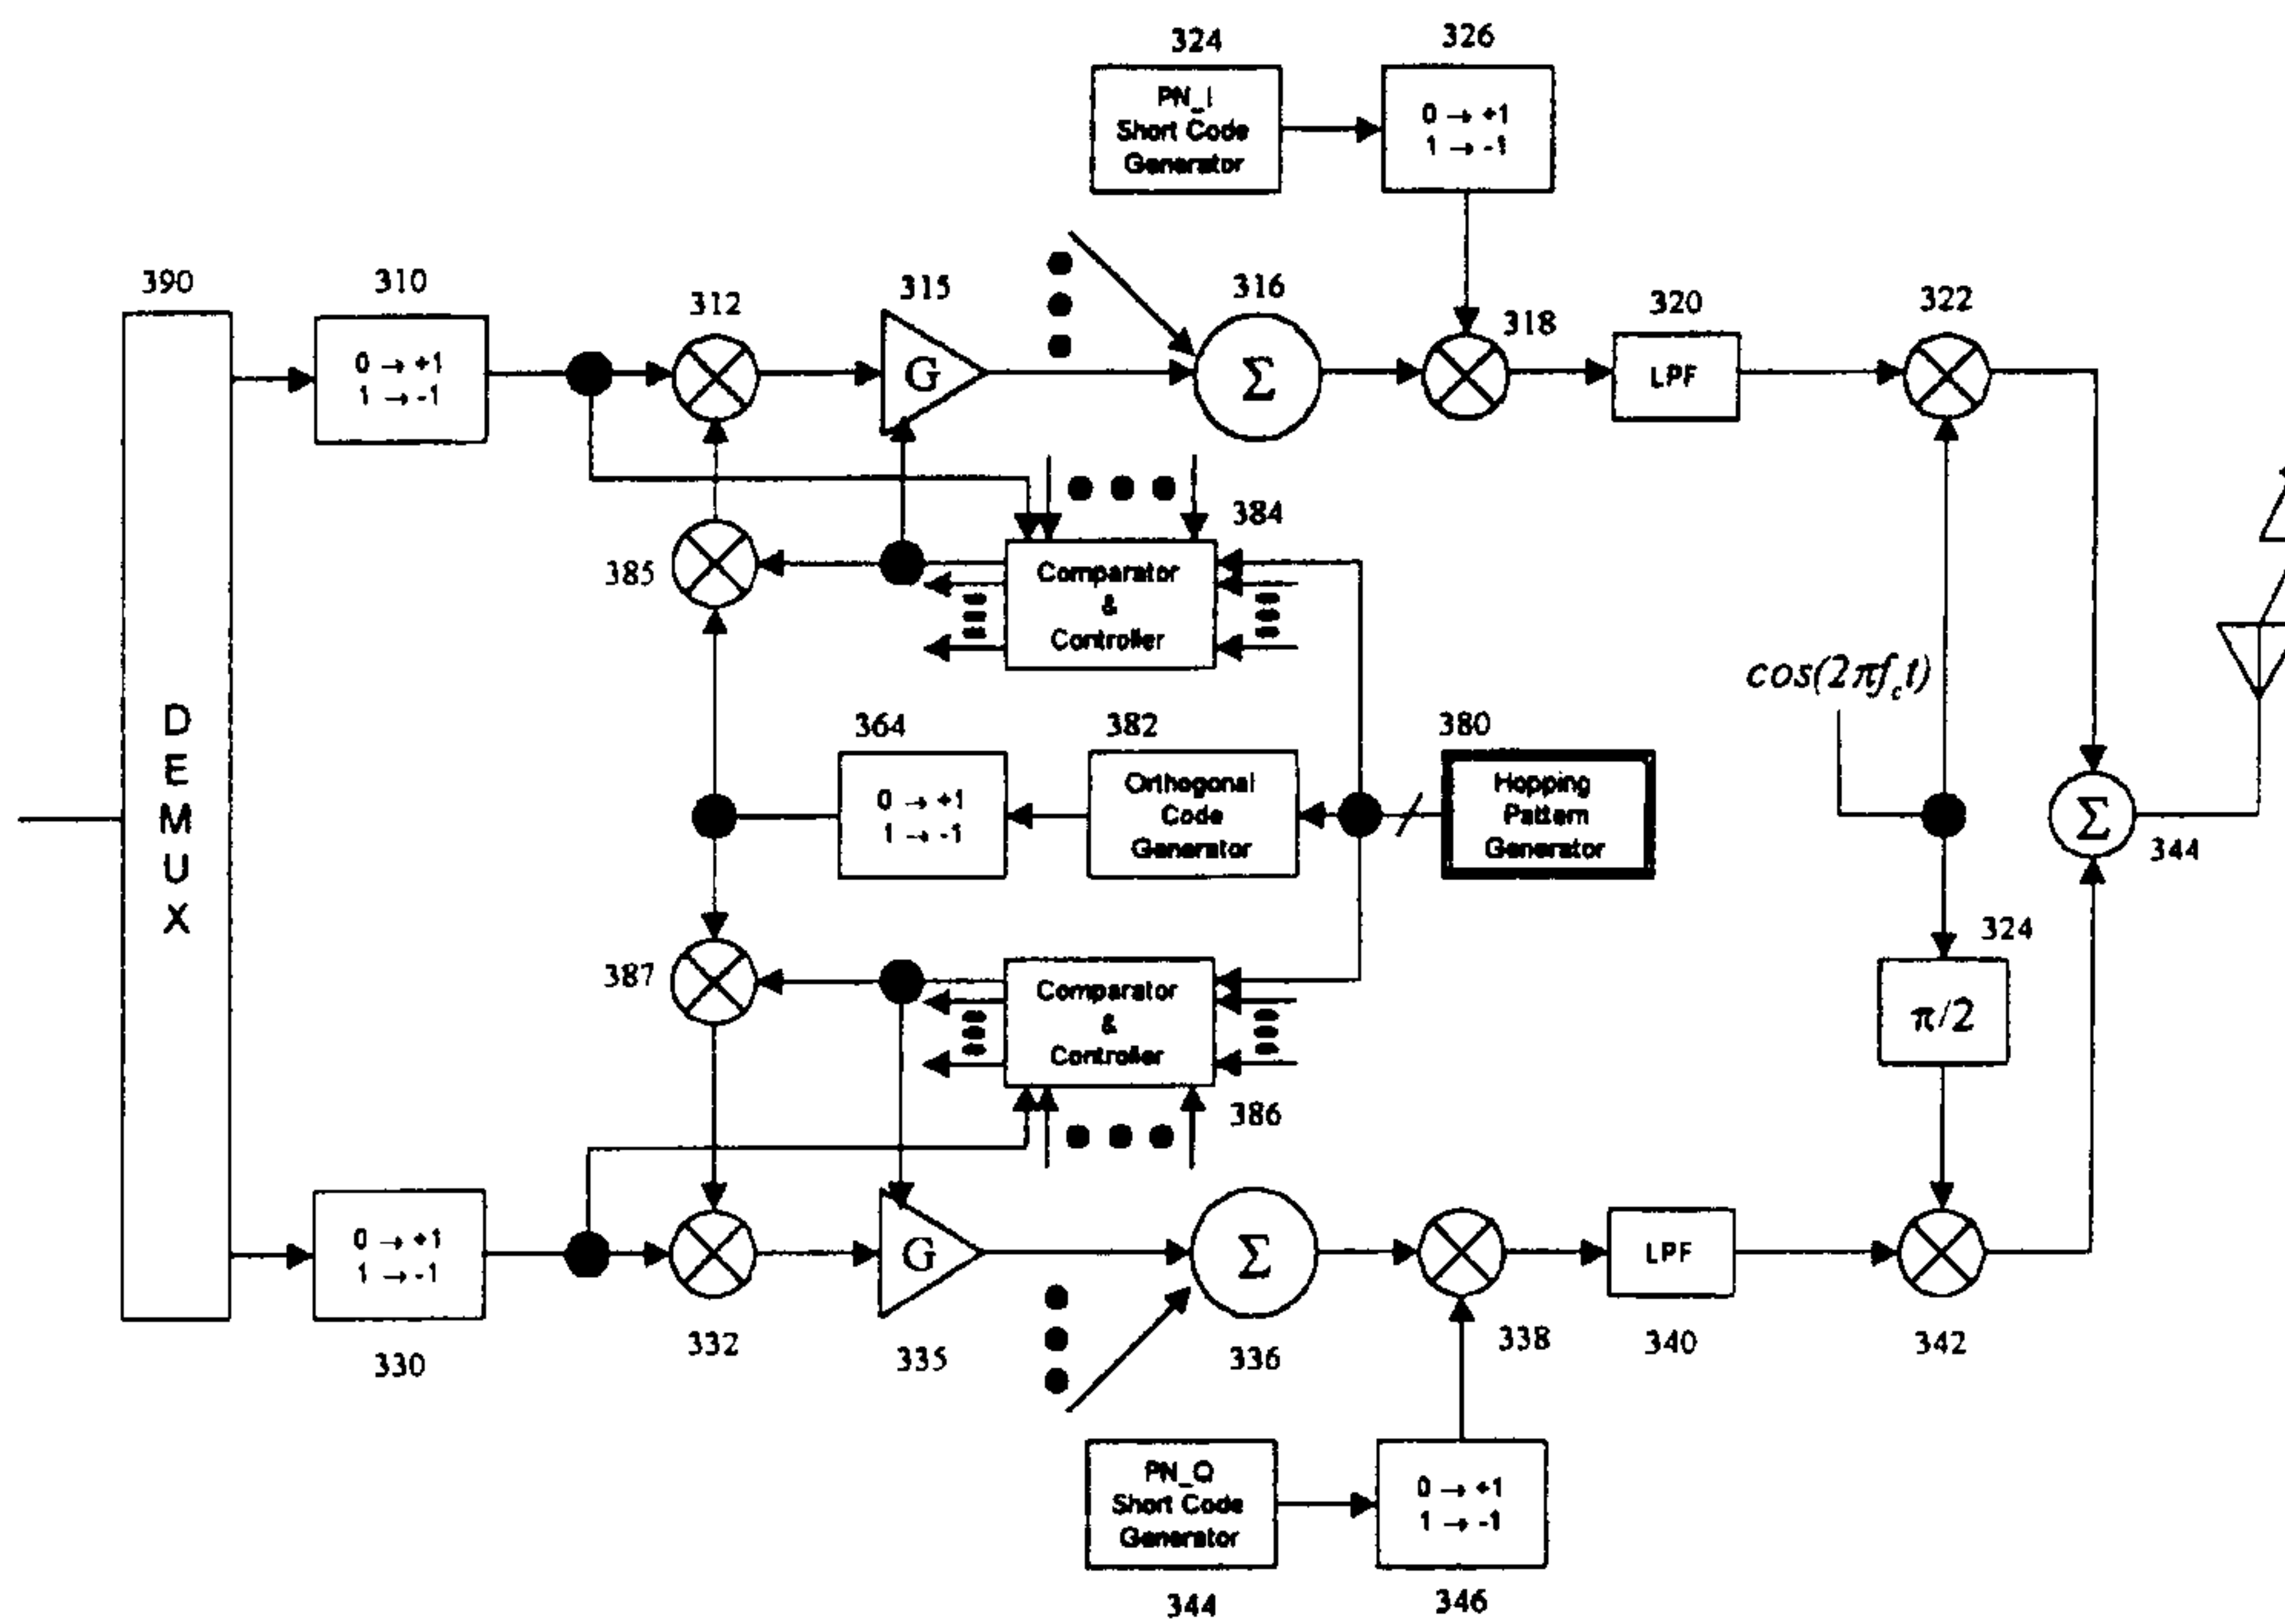 324
326
PN_I
Short Code
Generator
0 → +1
1 → -1
390
310
312
315
316
318
320
322
0 → +1
1 → -1
G
Σ
LPF
385
384
Comparator
&
Controller
cos(2πf_c t)
D
E
M
U
X
364
382
380
0 → +1
1 → -1
Orthogonal
Code
Generator
Hopping
Pattern
Generator
Σ
344
387
Comparator
&
Controller
386
324
π/2
0 → +1
1 → -1
G
Σ
LPF
330
332
335
336
338
340
342
PN_Q
Short Code
Generator
0 → +1
1 → -1
344
346